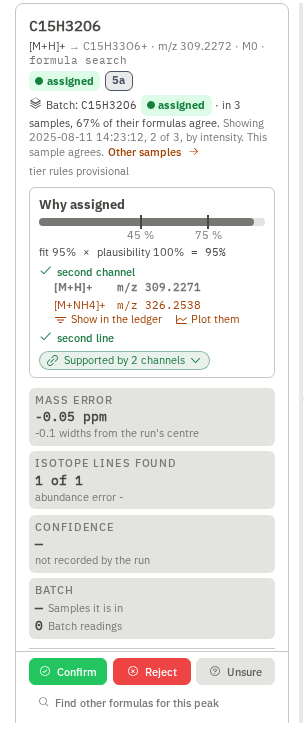 C15H32O6
[M+H]+ → C15H33O6+ · m/z 309.2272 · M0 ·
formula search
assigned 5a
Batch: C15H32O6 assigned · in 3
samples, 67% of their formulas agree. Showing
2025-08-11 14:23:12, 2 of 3, by intensity. This
sample agrees. Other samples →
tier rules provisional
Why assigned
45 % 75 %
fit 95% × plausibility 100% = 95%
second channel
[M+H]+ m/z 309.2271
[M+NH4]+ m/z 326.2538
Show in the ledger Plot them
second line
Supported by 2 channels
MASS ERROR
-0.05 ppm
-0.1 widths from the run's centre
ISOTOPE LINES FOUND
1 of 1
abundance error -
CONFIDENCE
—
not recorded by the run
BATCH
— Samples it is in
0 Batch readings
Confirm Reject Unsure
Find other formulas for this peak